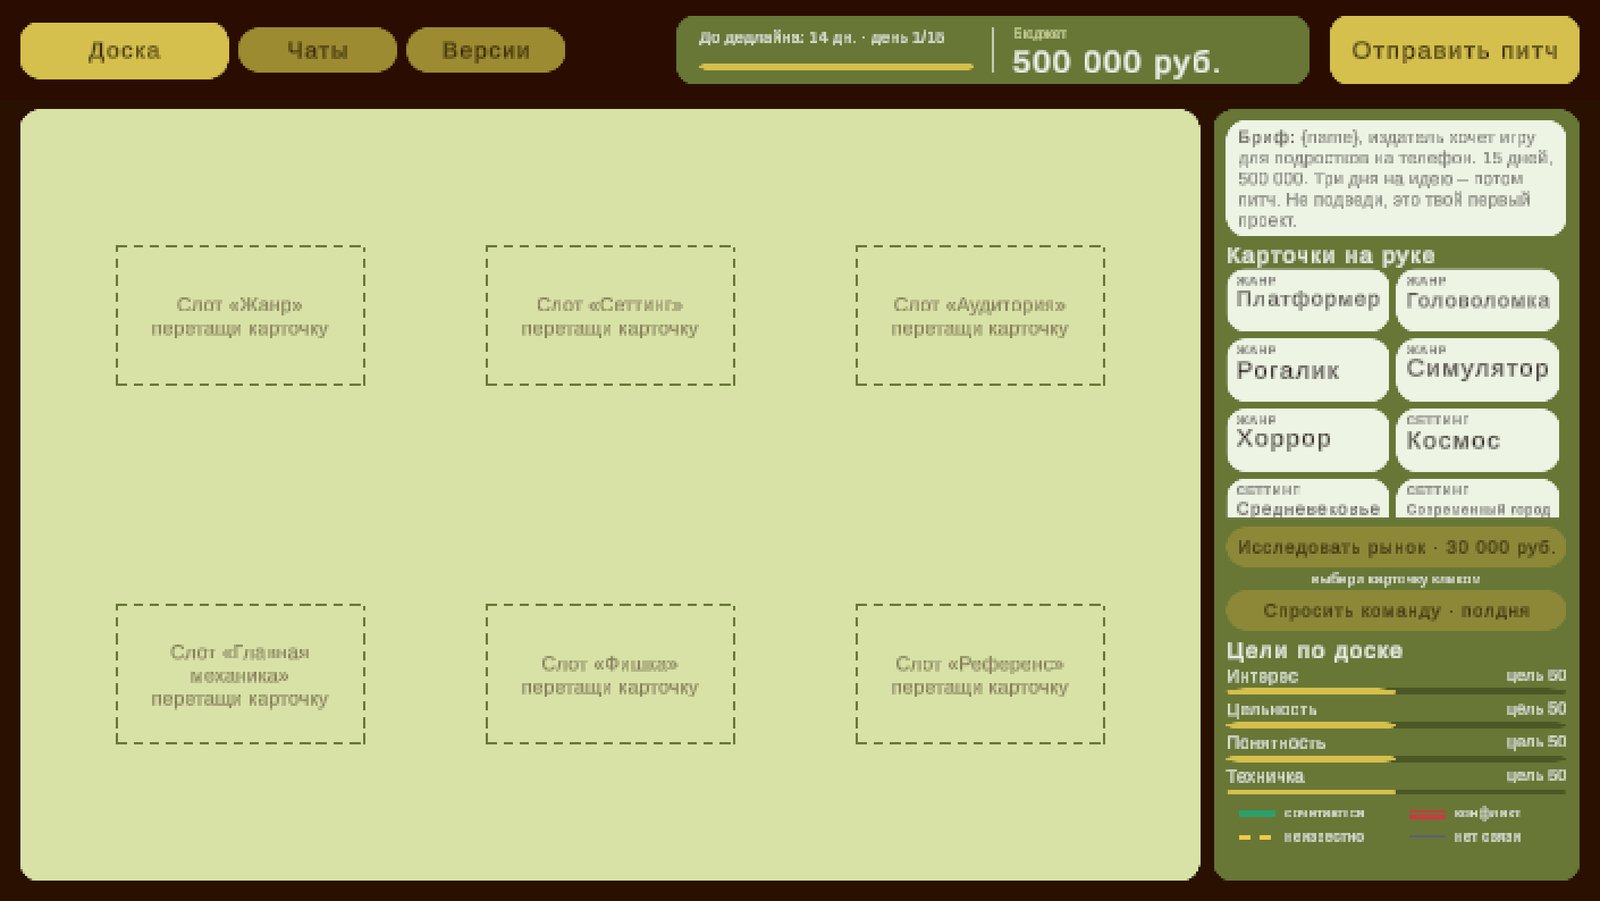 Доска
Чаты
Версии
До дедлайна: 14 дн. · день 1/15
Бюджет
500 000 руб.
Отправить питч
Слот «Жанр»
перетащи карточку
Слот «Сеттинг»
перетащи карточку
Слот «Аудитория»
перетащи карточку
Слот «Главная
механика»
перетащи карточку
Слот «Фишка»
перетащи карточку
Слот «Референс»
перетащи карточку
Бриф: {name}, издатель хочет игру
для подростков на телефон. 15 дней,
500 000. Три дня на идею – потом
питч. Не подведи, это твой первый
проект.
Карточки на руке
ЖАНР
Платформер
ЖАНР
Головоломка
ЖАНР
Рогалик
ЖАНР
Симулятор
ЖАНР
Хоррор
СЕТТИНГ
Космос
СЕТТИНГ
Средневековье
СЕТТИНГ
Современный город
Исследовать рынок · 30 000 руб.
выбери карточку кликом
Спросить команду · полдня
Цели по доске
Интерес
цель 50
Цельность
цель 50
Понятность
цель 50
Техничка
цель 50
сочетаются
конфликт
неизвестно
нет связи